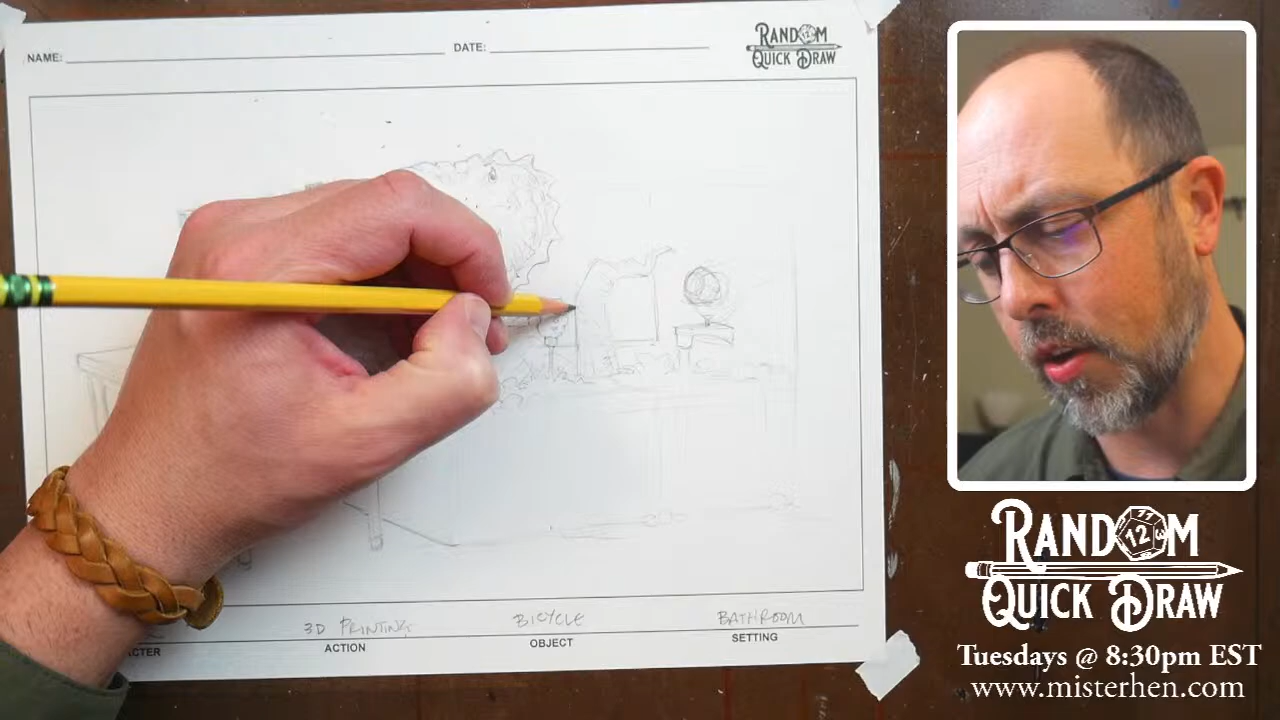 NAME:
DATE:
RANDOM
QUICK DRAW
3D PRINTING
BICYCLE
BATHROOM
ACTION
OBJECT
SETTING
RANDOM
12
QUICK DRAW
Tuesdays @ 8:30pm EST
www.misterhen.com